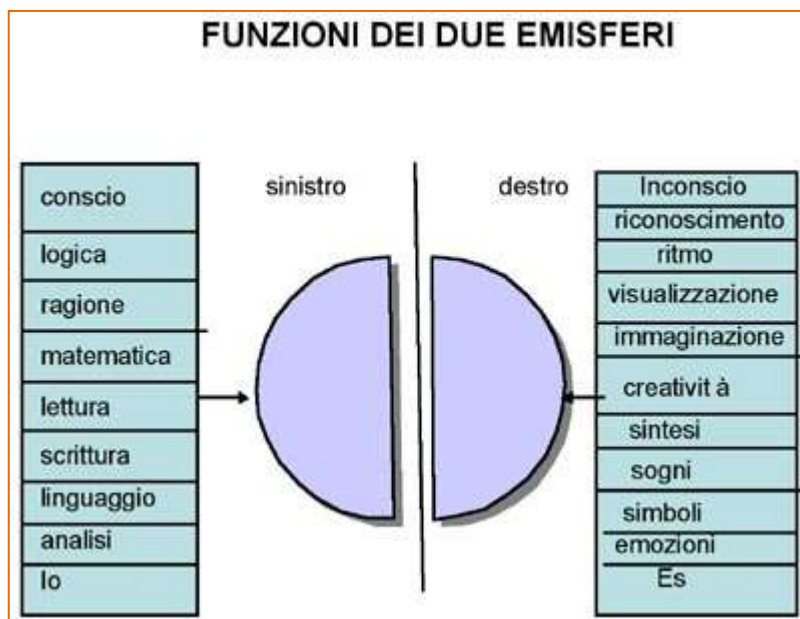 FUNZIONI DEI DUE EMISFERI
sinistro
destro
conscio
logica
ragione
matematica
lettura
scrittura
linguaggio
analisi
Io
Inconscio
riconoscimento
ritmo
visualizzazione
immaginazione
creativit à
sintesi
sogni
simboli
emozioni
Es